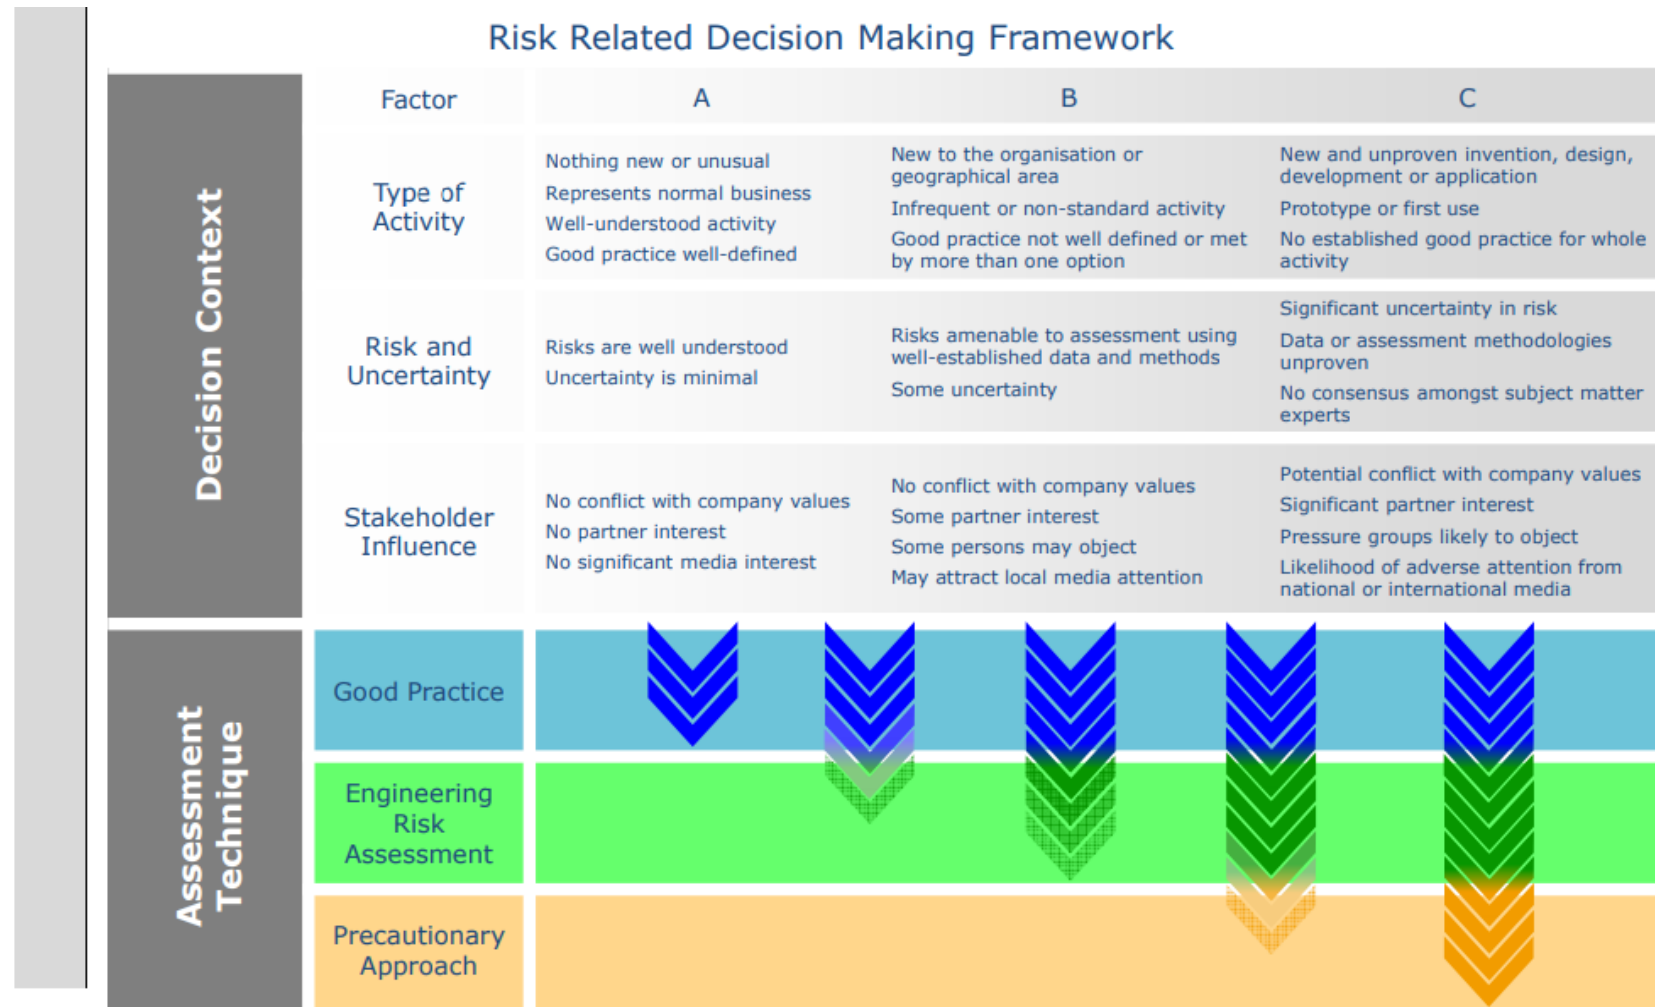 Risk Related Decision Making Framework
Decision Context
Factor
A
B
C
Type of
Activity
Nothing new or unusual
Represents normal business
Well-understood activity
Good practice well-defined
New to the organisation or
geographical area
Infrequent or non-standard activity
Good practice not well defined or met
by more than one option
New and unproven invention, design,
development or application
Prototype or first use
No established good practice for whole
activity
Risk and
Uncertainty
Risks are well understood
Uncertainty is minimal
Risks amenable to assessment using
well-established data and methods
Some uncertainty
Significant uncertainty in risk
Data or assessment methodologies
unproven
No consensus amongst subject matter
experts
Stakeholder
Influence
No conflict with company values
No partner interest
No significant media interest
No conflict with company values
Some partner interest
Some persons may object
May attract local media attention
Potential conflict with company values
Significant partner interest
Pressure groups likely to object
Likelihood of adverse attention from
national or international media
Assessment
Technique
Good Practice
Engineering
Risk
Assessment
Precautionary
Approach